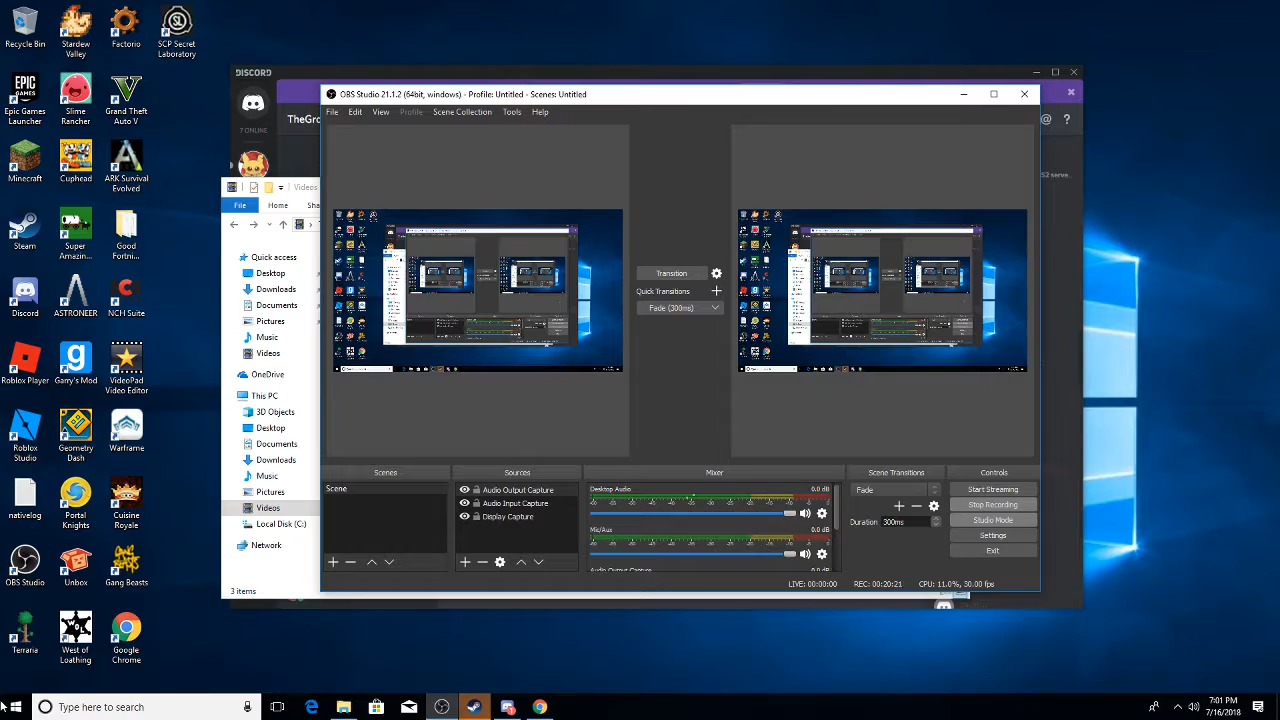 Recycle Bin
Stardew
Valley
Factorio
SCP Secret
Laboratory
Epic Games
Launcher
Slime
Rancher
Grand Theft
Auto V
Minecraft
Cuphead
ARK Survival
Evolved
Steam
Super
Amazin...
Good
Fortni...
Discord
ASTRONEER
NCH Suite
Roblox Player
Garry's Mod
VideoPad
Video Editor
Roblox
Studio
Geometry
Dash
Warframe
nativelog
Portal
Knights
Cursor
Royale
OBS Studio
Unbox
Gang Beasts
Terraria
West of
Loathing
Google
Chrome
DISCORD
7 ONLINE
TheGro
52 serve...
Videos
File
Home
Sha
Quick access
Desktop
Downloads
Documents
Pictures
Music
Videos
OneDrive
This PC
3D Objects
Desktop
Documents
Downloads
Music
Pictures
Videos
Local Disk (C:)
Network
3 items
OBS Studio 21.1.2 (64bit, windows) - Profile: Untitled - Scenes: Untitled
File Edit View Profile Scene Collection Tools Help
Transition
Quick Transitions
Fade (300ms)
Scenes
Scene
Sources
Audio Output Capture
Audio Input Capture
Display Capture
Mixer
Desktop Audio 0.0 dB
Mic/Aux 0.0 dB
Audio Output Capture
Scene Transitions
Fade
Duration 300ms
Controls
Start Streaming
Stop Recording
Studio Mode
Settings
Exit
LIVE: 00:00:00 REC: 00:20:21 CPU: 11.0%, 30.00 fps
Type here to search
7:01 PM
7/16/2018